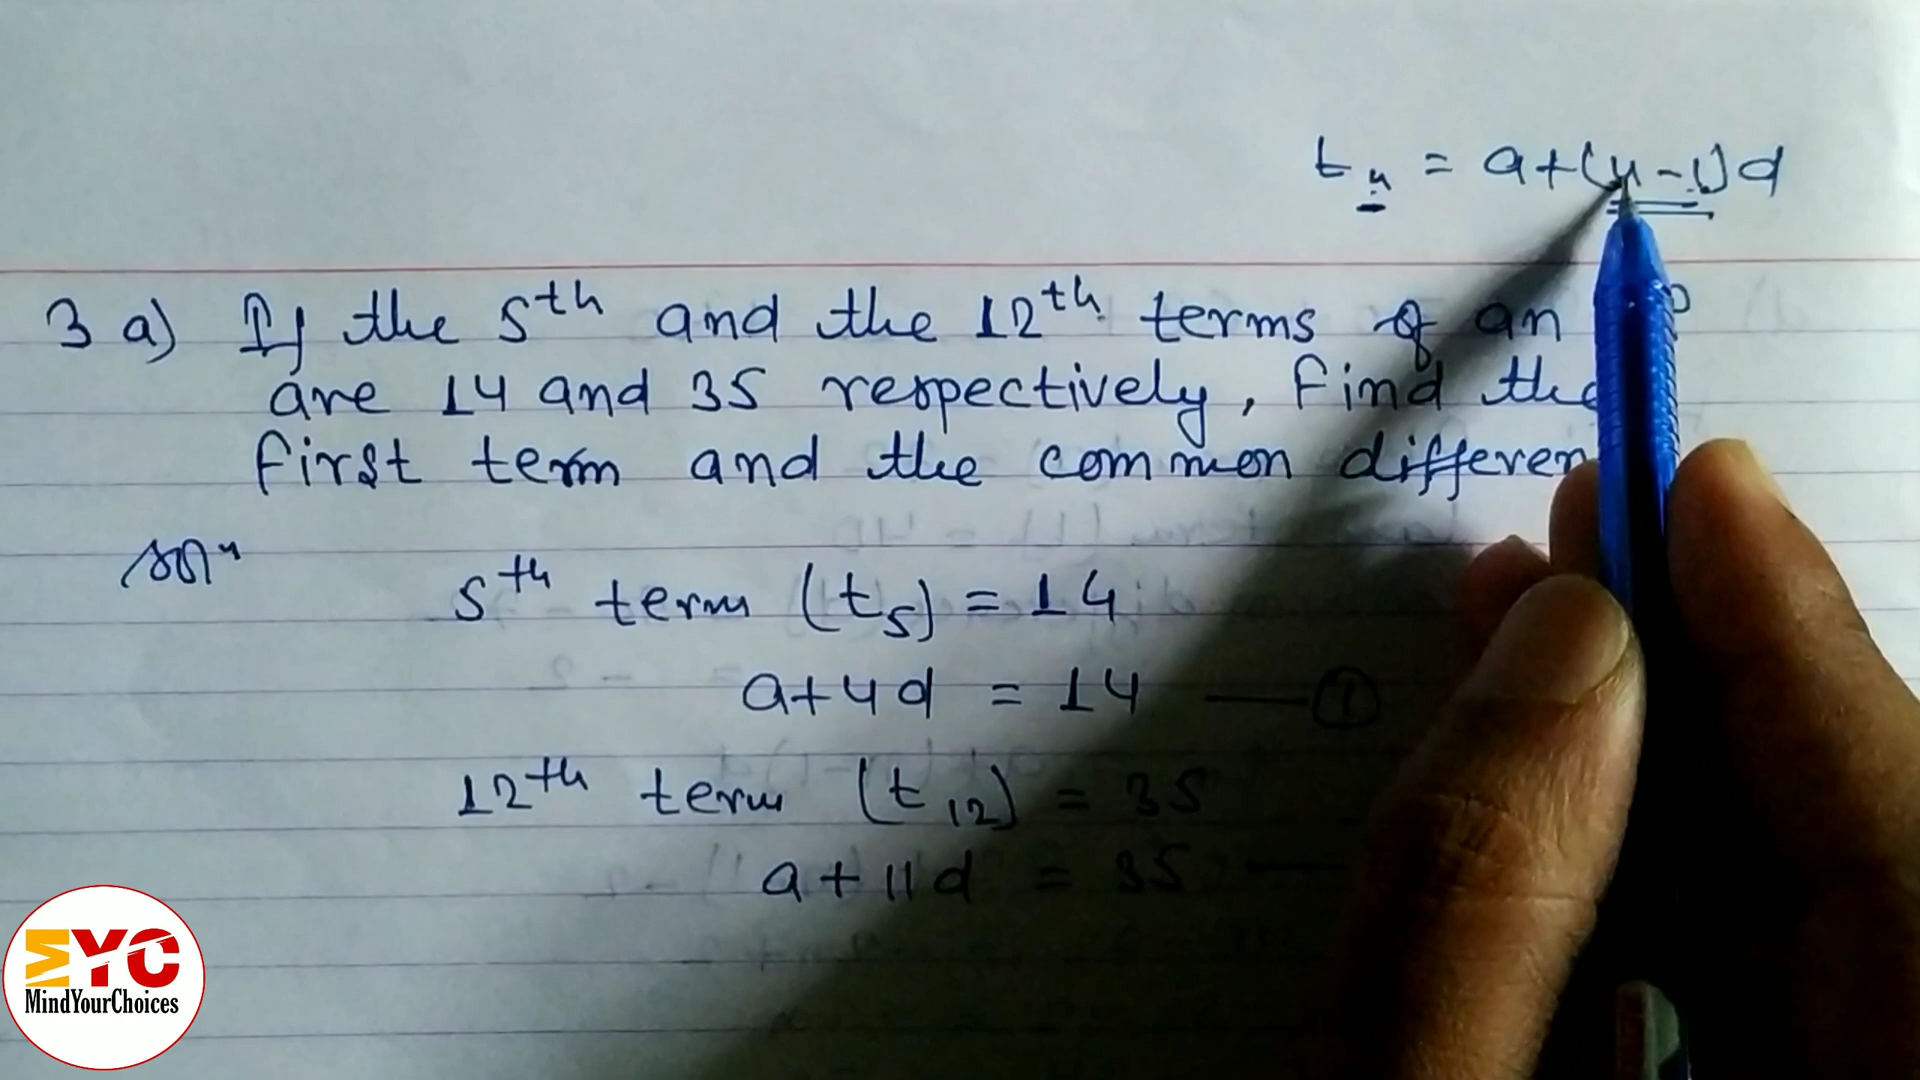 tn = a+(n-1)d
3 a) If the 5th and the 12th terms of an
are 14 and 35 respectively, Find the
first term and the common differen
soln
5th term (t5) = 14
a+4d = 14 — ①
12th term (t12) = 35
a+11d = 35 —
MYC
MindYourChoices